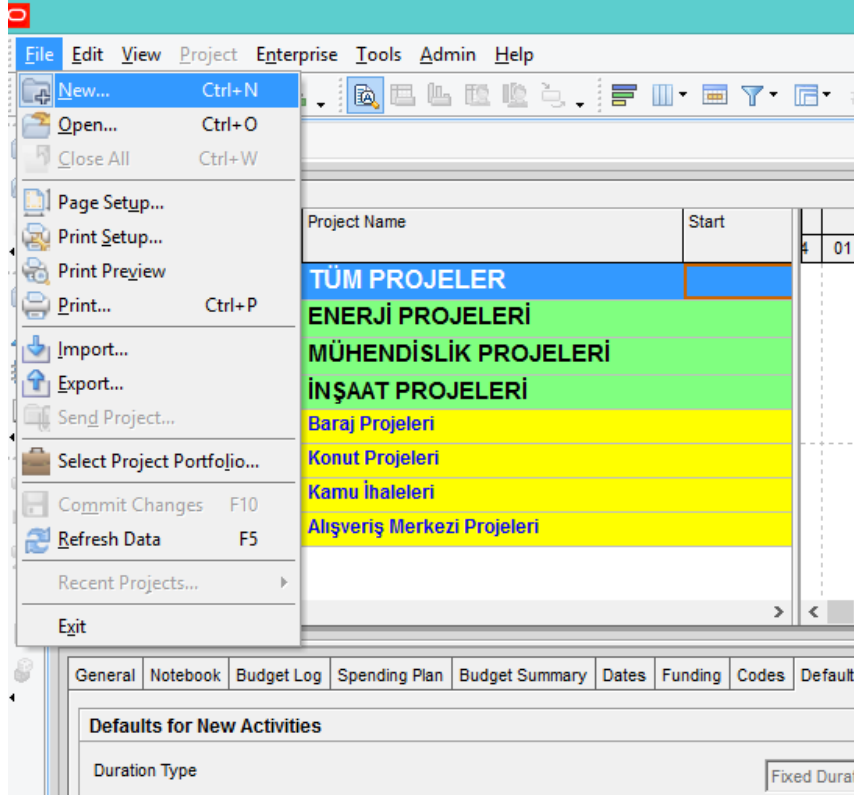 File Edit View Project Enterprise Tools Admin Help
New... Ctrl+N
Open... Ctrl+O
Close All Ctrl+W
Page Setup...
Print Setup...
Print Preview
Print... Ctrl+P
Import...
Export...
Send Project...
Select Project Portfolio...
Commit Changes F10
Refresh Data F5
Recent Projects...
Exit
Project Name Start
4 01
TÜM PROJELER
ENERJİ PROJELERİ
MÜHENDİSLİK PROJELERİ
İNŞAAT PROJELERİ
Baraj Projeleri
Konut Projeleri
Kamu İhaleleri
Alışveriş Merkezi Projeleri
General Notebook Budget Log Spending Plan Budget Summary Dates Funding Codes Default
Defaults for New Activities
Duration Type Fixed Durat